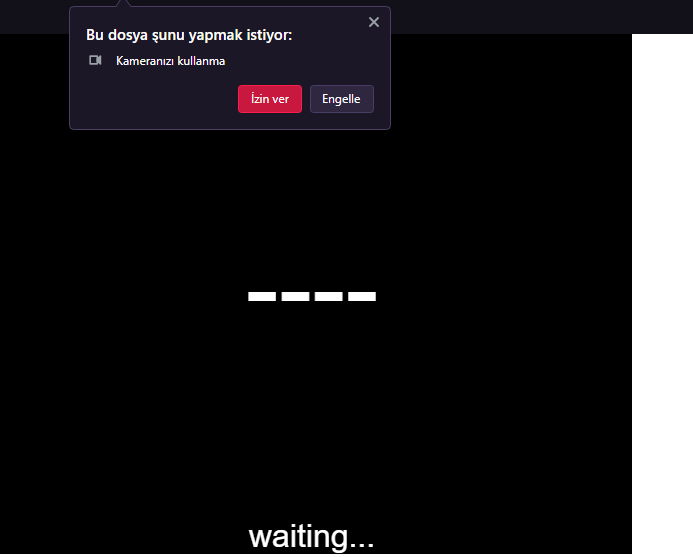 Bu dosya şunu yapmak istiyor:
Kameranızı kullanma
İzin ver
Engelle
----
waiting...